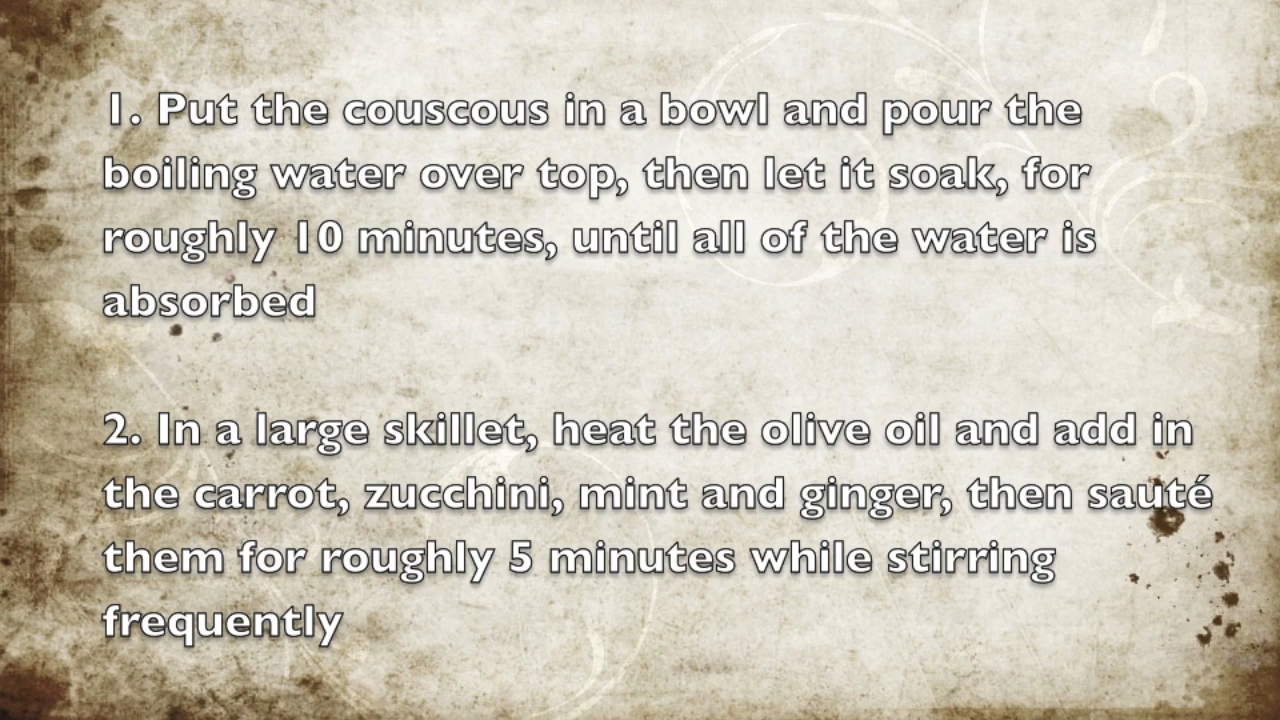 1. Put the couscous in a bowl and pour the
boiling water over top, then let it soak, for
roughly 10 minutes, until all of the water is
absorbed
2. In a large skillet, heat the olive oil and add in
the carrot, zucchini, mint and ginger, then sauté
them for roughly 5 minutes while stirring
frequently